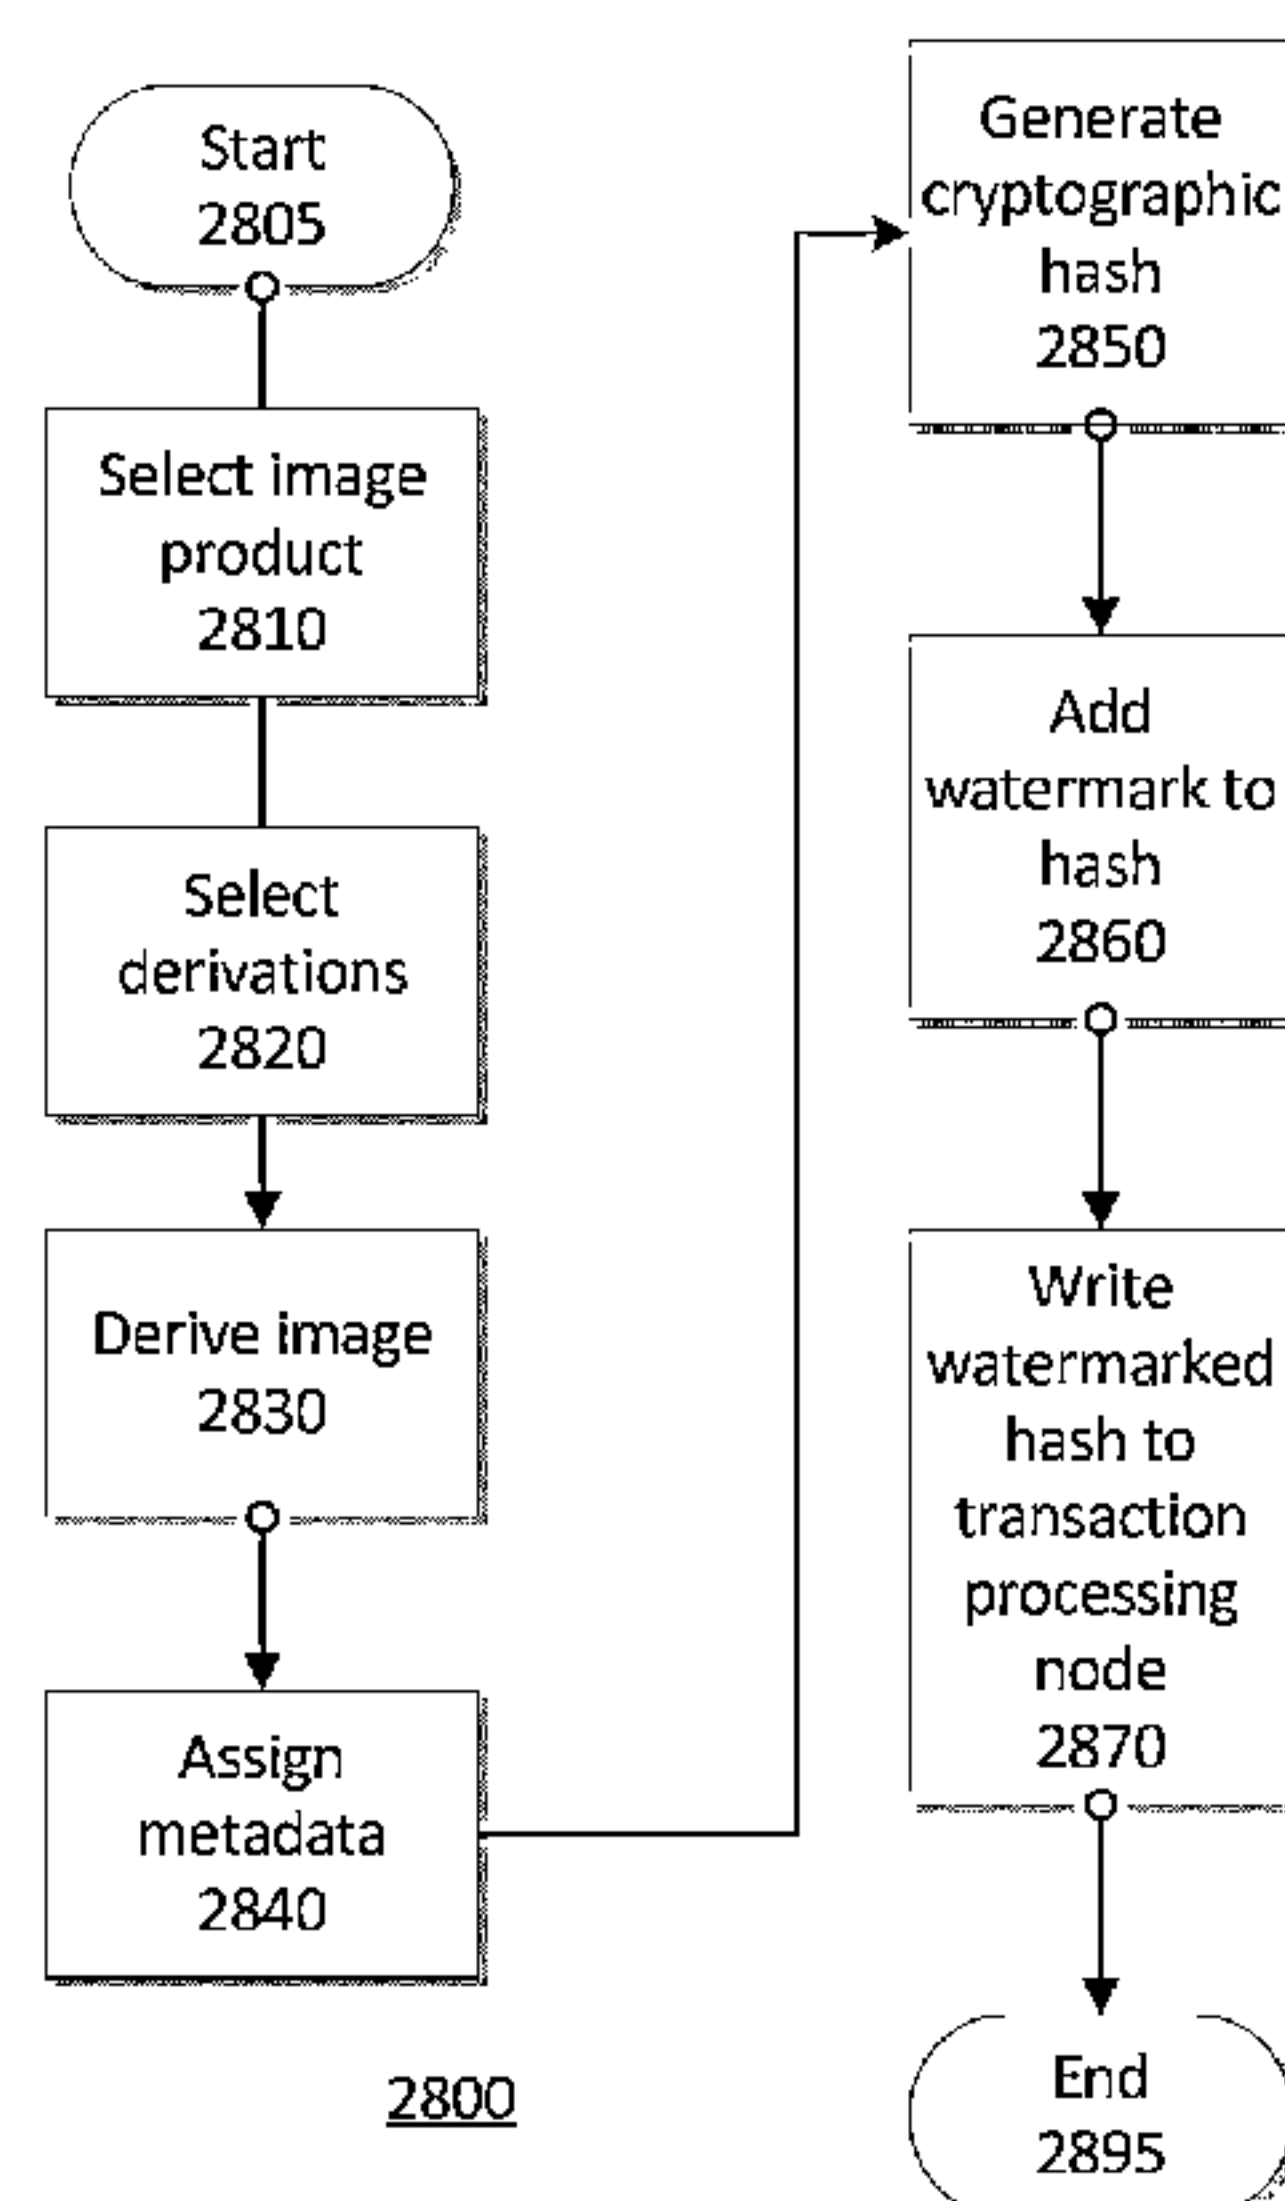 Start
2805
Select image
product
2810
Select
derivations
2820
Derive image
2830
Assign
metadata
2840
2800
Generate
cryptographic
hash
2850
Add
watermark to
hash
2860
Write
watermarked
hash to
transaction
processing
node
2870
End
2895